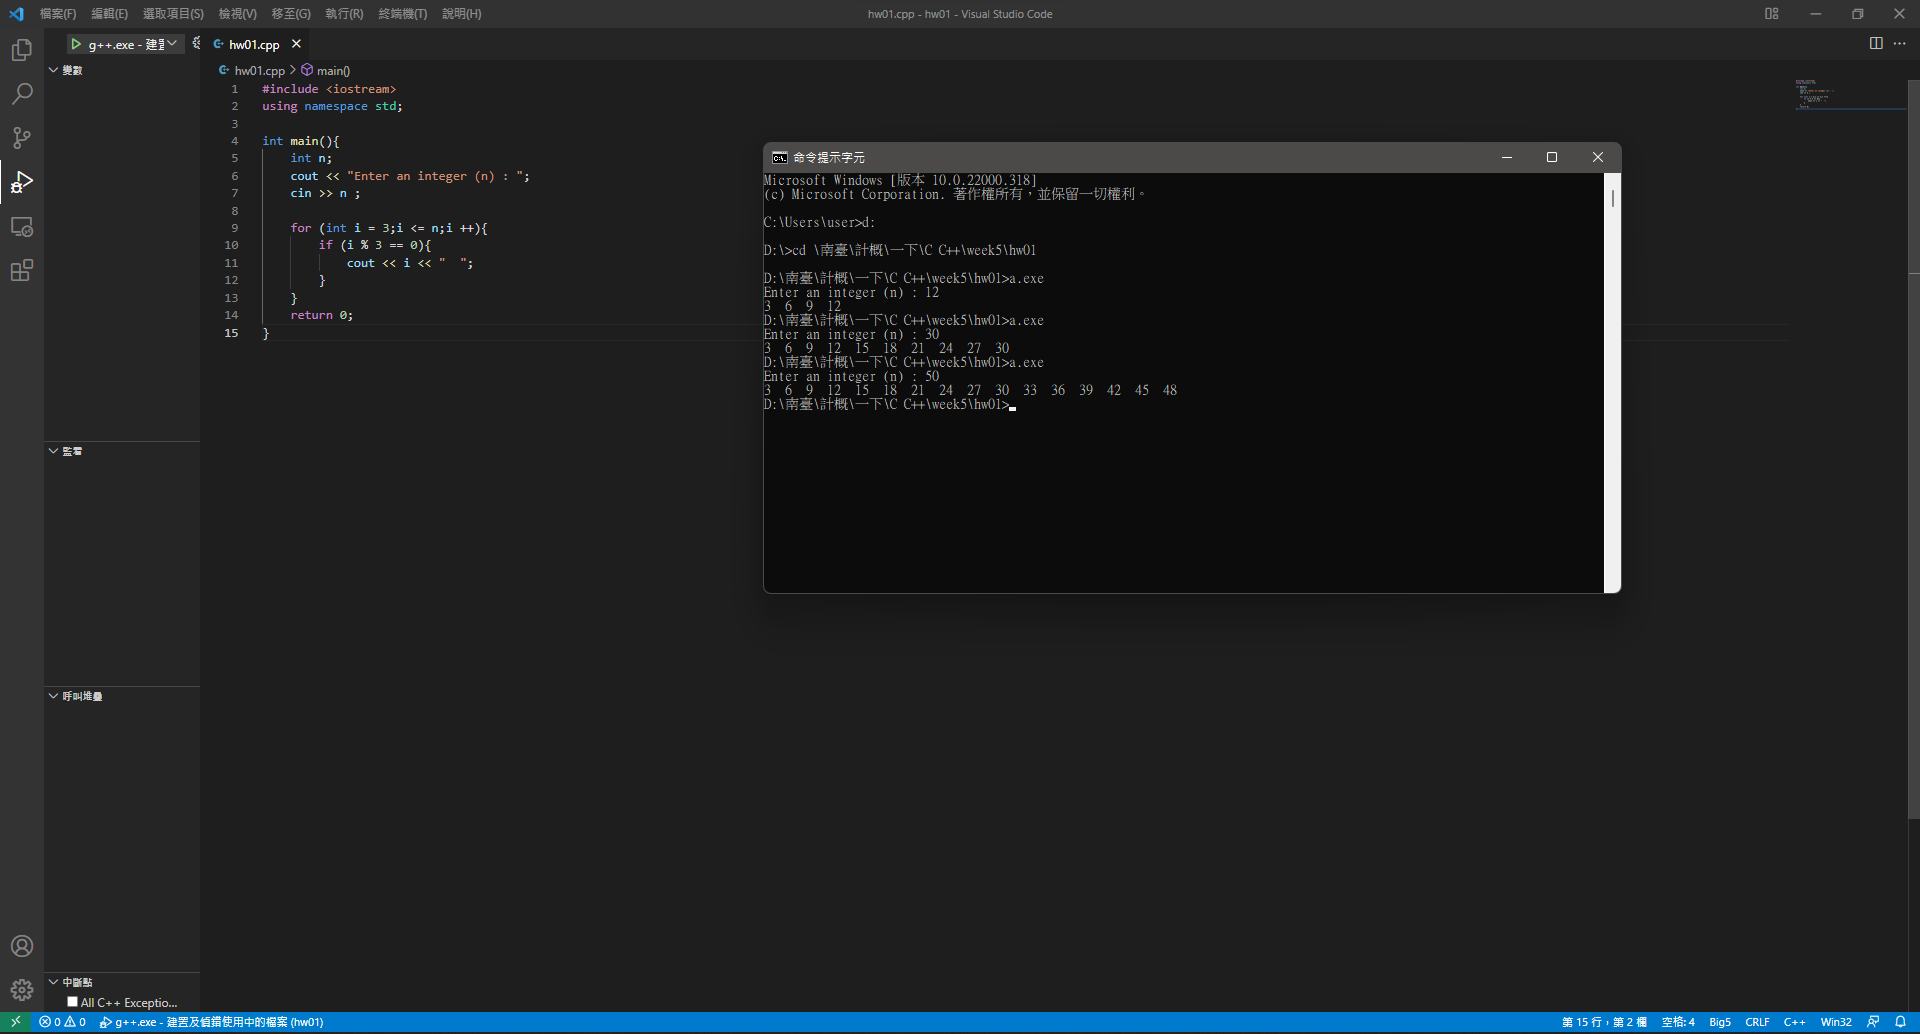 檔案(F) 編輯(E) 選取項目(S) 檢視(V) 移至(G) 執行(R) 終端機(T) 說明(H)
hw01.cpp - hw01 - Visual Studio Code
g++.exe - 建置
hw01.cpp
變數
hw01.cpp > main()
1 #include <iostream>
2 using namespace std;
3
4 int main(){
5 int n;
6 cout << "Enter an integer (n) : ";
7 cin >> n ;
8
9 for (int i = 3;i <= n;i ++){
10 if (i % 3 == 0){
11 cout << i << "  ";
12 }
13 }
14 return 0;
15 }
命令提示字元
Microsoft Windows [版本 10.0.22000.318]
(c) Microsoft Corporation. 著作權所有，並保留一切權利。
C:\Users\user>d:
D:\>cd \南臺\計概\一下\C C++\week5\hw01
D:\南臺\計概\一下\C C++\week5\hw01>a.exe
Enter an integer (n) : 12
3  6  9  12
D:\南臺\計概\一下\C C++\week5\hw01>a.exe
Enter an integer (n) : 30
3  6  9  12  15  18  21  24  27  30
D:\南臺\計概\一下\C C++\week5\hw01>a.exe
Enter an integer (n) : 50
3  6  9  12  15  18  21  24  27  30  33  36  39  42  45  48
D:\南臺\計概\一下\C C++\week5\hw01>
監看
呼叫堆疊
中斷點
All C++ Exceptio...
0 0 g++.exe - 建置及偵錯使用中的檔案 (hw01)
第 15 行，第 2 欄 空格: 4 Big5 CRLF C++ Win32